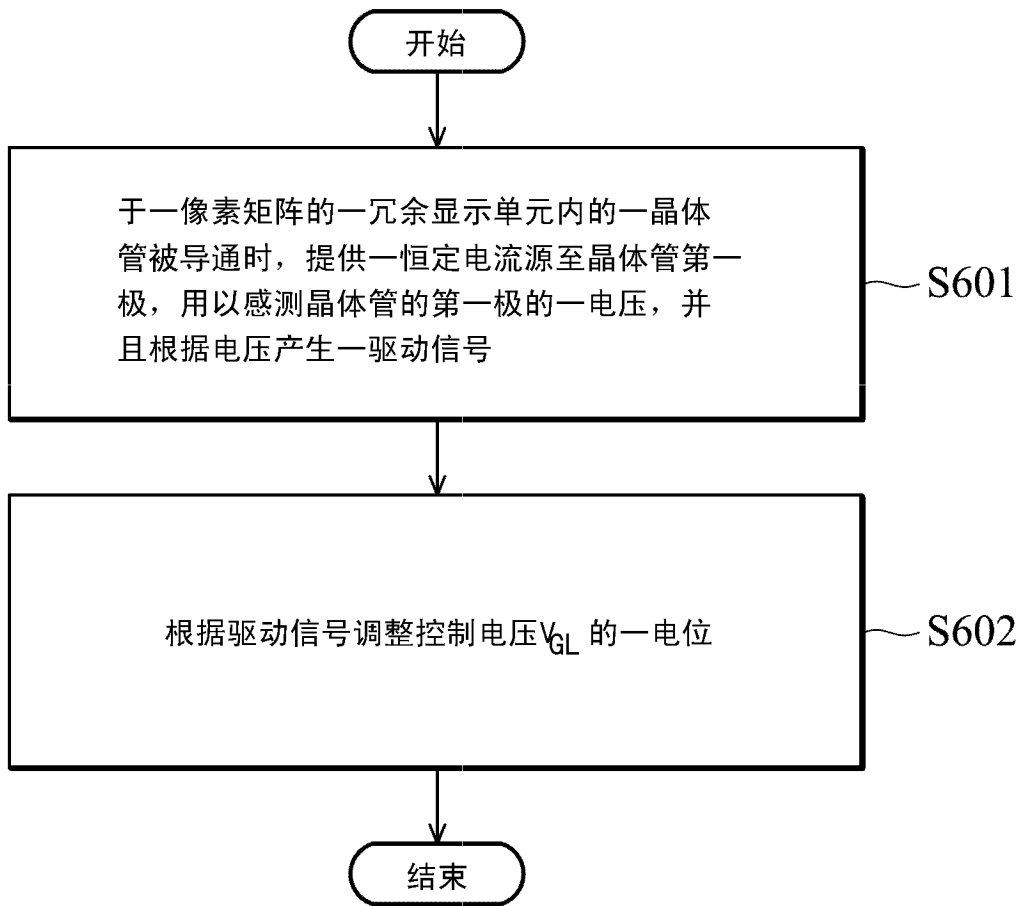 开始
于一像素矩阵的一冗余显示单元内的一晶体
管被导通时，提供一恒定电流源至晶体管第一
极，用以感测晶体管的第一极的一电压，并
且根据电压产生一驱动信号
S601
根据驱动信号调整控制电压VGL 的一电位
S602
结束